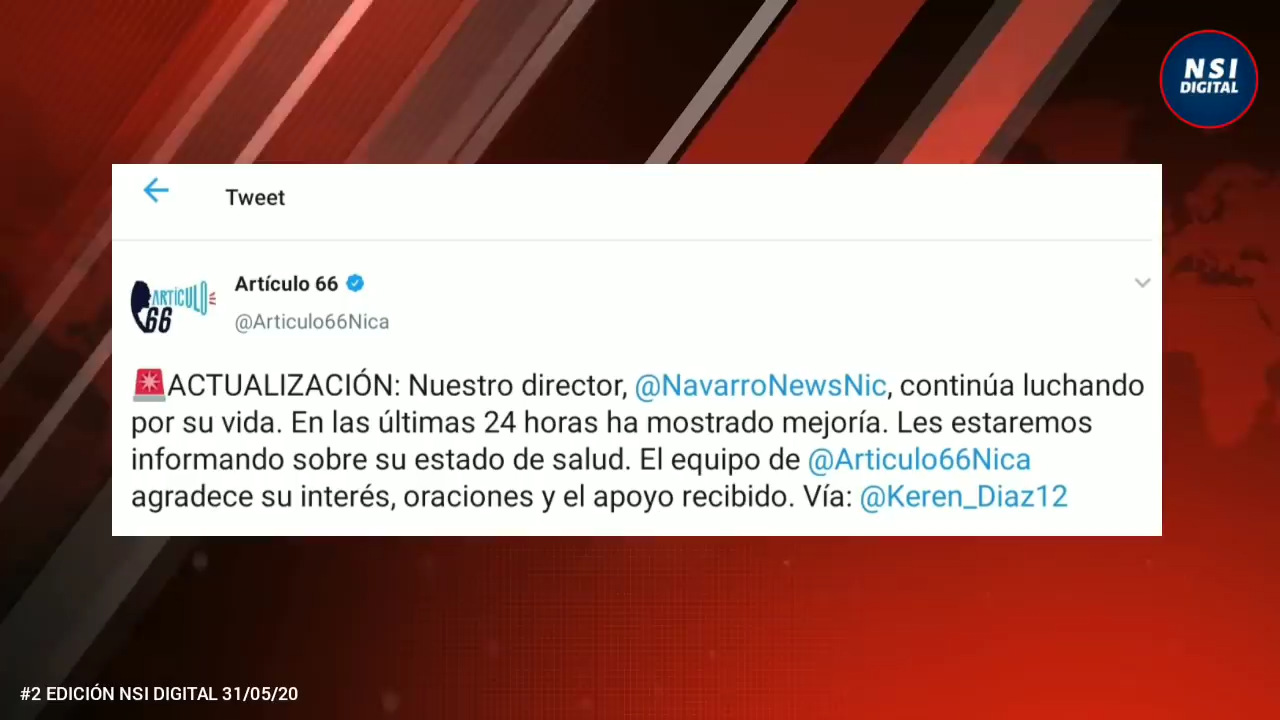 NSI
DIGITAL
Tweet
ARTÍCULO
66
Artículo 66
@Articulo66Nica
🚨ACTUALIZACIÓN: Nuestro director, @NavarroNewsNic, continúa luchando
por su vida. En las últimas 24 horas ha mostrado mejoría. Les estaremos
informando sobre su estado de salud. El equipo de @Articulo66Nica
agradece su interés, oraciones y el apoyo recibido. Vía: @Keren_Diaz12
#2 EDICIÓN NSI DIGITAL 31/05/20